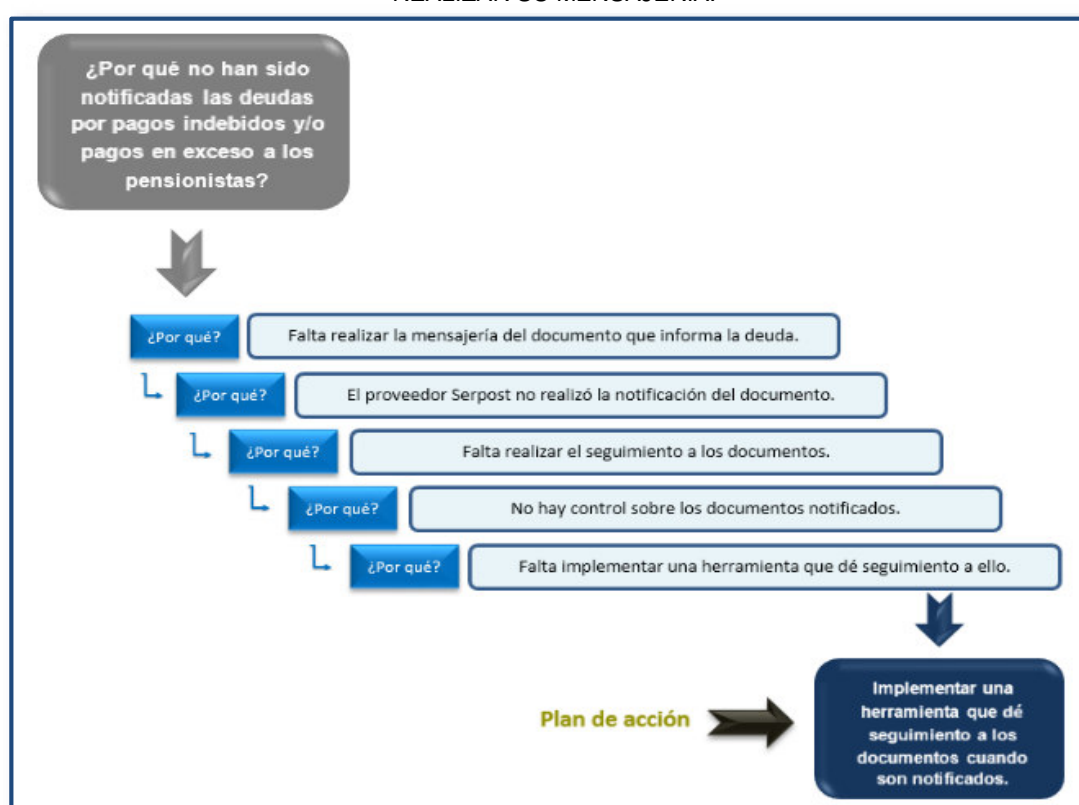 ¿Por qué no han sido
notificadas las deudas
por pagos indebidos y/o
pagos en exceso a los
pensionistas?
¿Por qué?
Falta realizar la mensajería del documento que informa la deuda.
¿Por qué?
El proveedor Serpost no realizó la notificación del documento.
¿Por qué?
Falta realizar el seguimiento a los documentos.
¿Por qué?
No hay control sobre los documentos notificados.
¿Por qué?
Falta implementar una herramienta que dé seguimiento a ello.
Plan de acción
Implementar una
herramienta que dé
seguimiento a los
documentos cuando
son notificados.